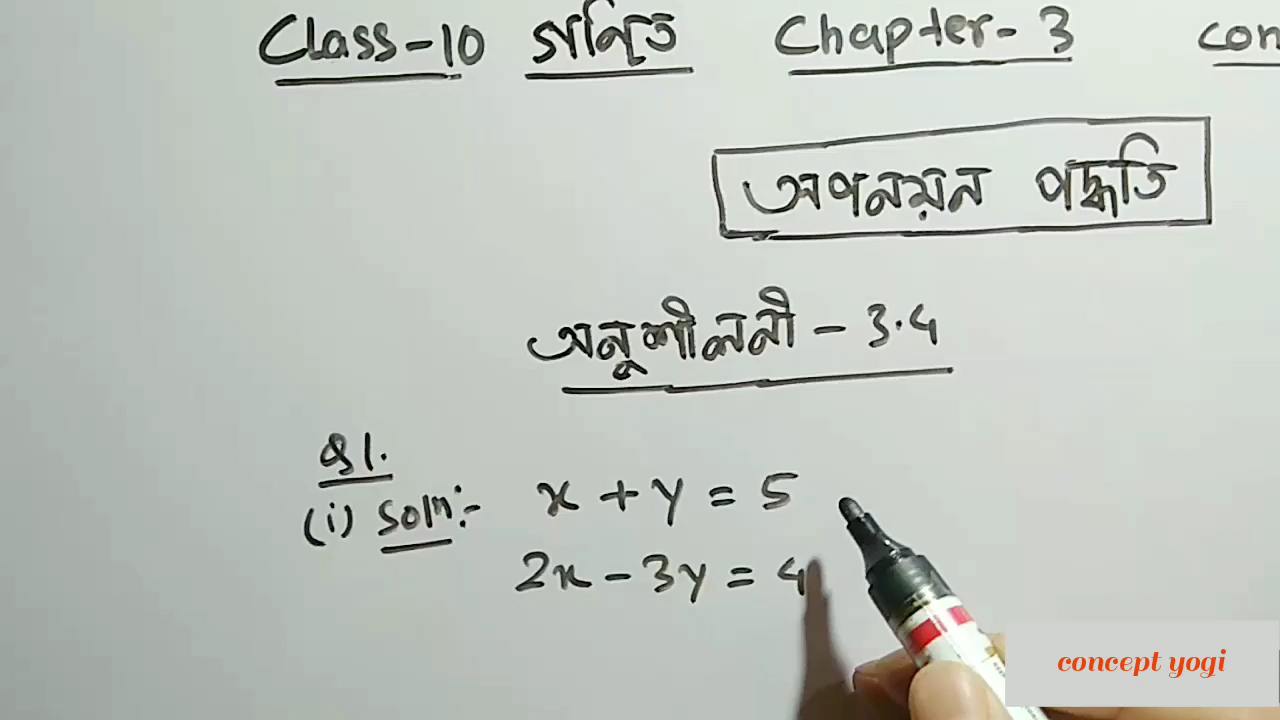 Class-10 গণিত Chapter-3 con
অপনয়ন পদ্ধতি
অনুশীলনী - 3.4
Q1.
(i) Soln:- x + y = 5
2x - 3y = 4
concept yogi